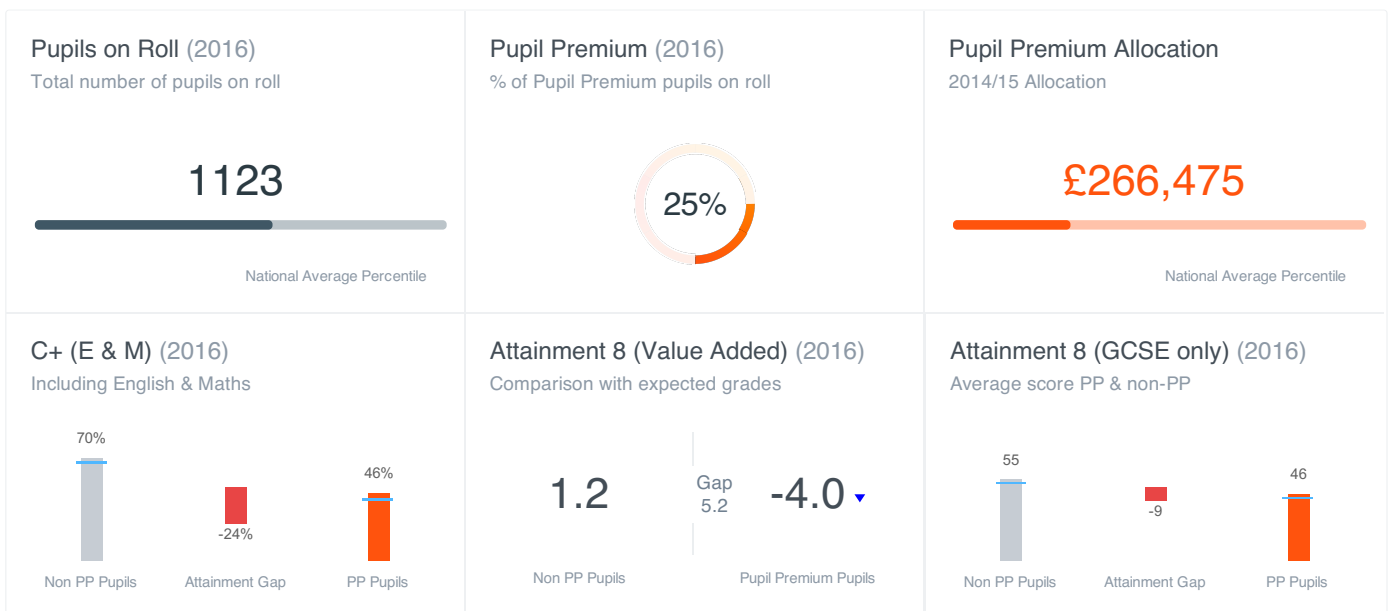 Pupils on Roll (2016)
Total number of pupils on roll
1123
National Average Percentile
Pupil Premium (2016)
% of Pupil Premium pupils on roll
25%
Pupil Premium Allocation
2014/15 Allocation
£266,475
National Average Percentile
C+ (E & M) (2016)
Including English & Maths
70%
46%
-24%
Non PP Pupils
Attainment Gap
PP Pupils
Attainment 8 (Value Added) (2016)
Comparison with expected grades
1.2
Gap
5.2
-4.0
Non PP Pupils
Pupil Premium Pupils
Attainment 8 (GCSE only) (2016)
Average score PP & non-PP
55
46
-9
Non PP Pupils
Attainment Gap
PP Pupils